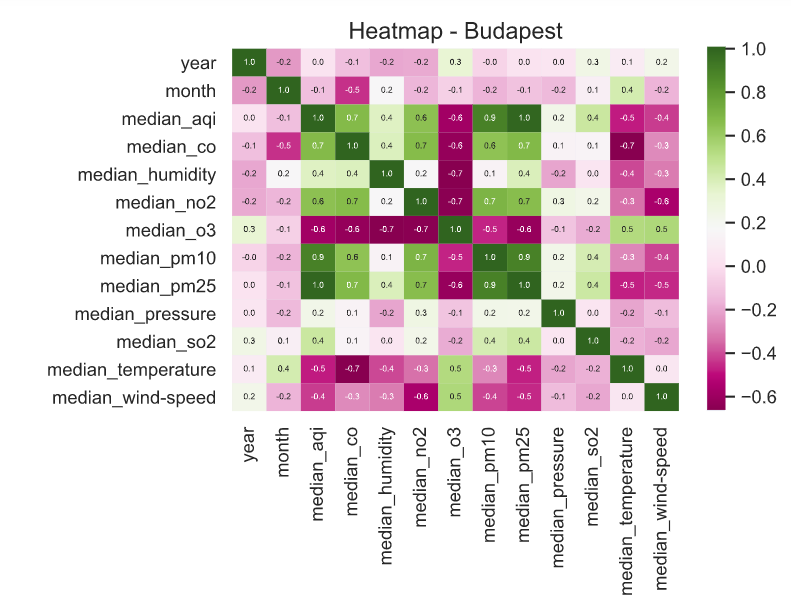 Heatmap - Budapest
year 1.0 -0.2 0.0 -0.1 -0.2 -0.2 0.3 -0.0 0.0 0.0 0.3 0.1 0.2
month -0.2 1.0 -0.1 -0.5 0.2 -0.2 -0.1 -0.2 -0.1 -0.2 0.1 0.4 -0.2
median_aqi 0.0 -0.1 1.0 0.7 0.4 0.6 -0.6 0.9 1.0 0.2 0.4 -0.5 -0.4
median_co -0.1 -0.5 0.7 1.0 0.4 0.7 -0.6 0.6 0.7 0.1 0.1 -0.7 -0.3
median_humidity -0.2 0.2 0.4 0.4 1.0 0.2 -0.7 0.1 0.4 -0.2 0.0 -0.4 -0.3
median_no2 -0.2 -0.2 0.6 0.7 0.2 1.0 -0.7 0.7 0.7 0.3 0.2 -0.3 -0.6
median_o3 0.3 -0.1 -0.6 -0.6 -0.7 -0.7 1.0 -0.5 -0.6 -0.1 -0.2 0.5 0.5
median_pm10 -0.0 -0.2 0.9 0.6 0.1 0.7 -0.5 1.0 0.9 0.2 0.4 -0.3 -0.4
median_pm25 0.0 -0.1 1.0 0.7 0.4 0.7 -0.6 0.9 1.0 0.2 0.4 -0.5 -0.5
median_pressure 0.0 -0.2 0.2 0.1 -0.2 0.3 -0.1 0.2 0.2 1.0 0.0 -0.2 -0.1
median_so2 0.3 0.1 0.4 0.1 0.0 0.2 -0.2 0.4 0.4 0.0 1.0 -0.2 -0.2
median_temperature 0.1 0.4 -0.5 -0.7 -0.4 -0.3 0.5 -0.3 -0.5 -0.2 -0.2 1.0 0.0
median_wind-speed 0.2 -0.2 -0.4 -0.3 -0.3 -0.6 0.5 -0.4 -0.5 -0.1 -0.2 0.0 1.0
year
month
median_aqi
median_co
median_humidity
median_no2
median_o3
median_pm10
median_pm25
median_pressure
median_so2
median_temperature
median_wind-speed
1.0
0.8
0.6
0.4
0.2
0.0
−0.2
−0.4
−0.6